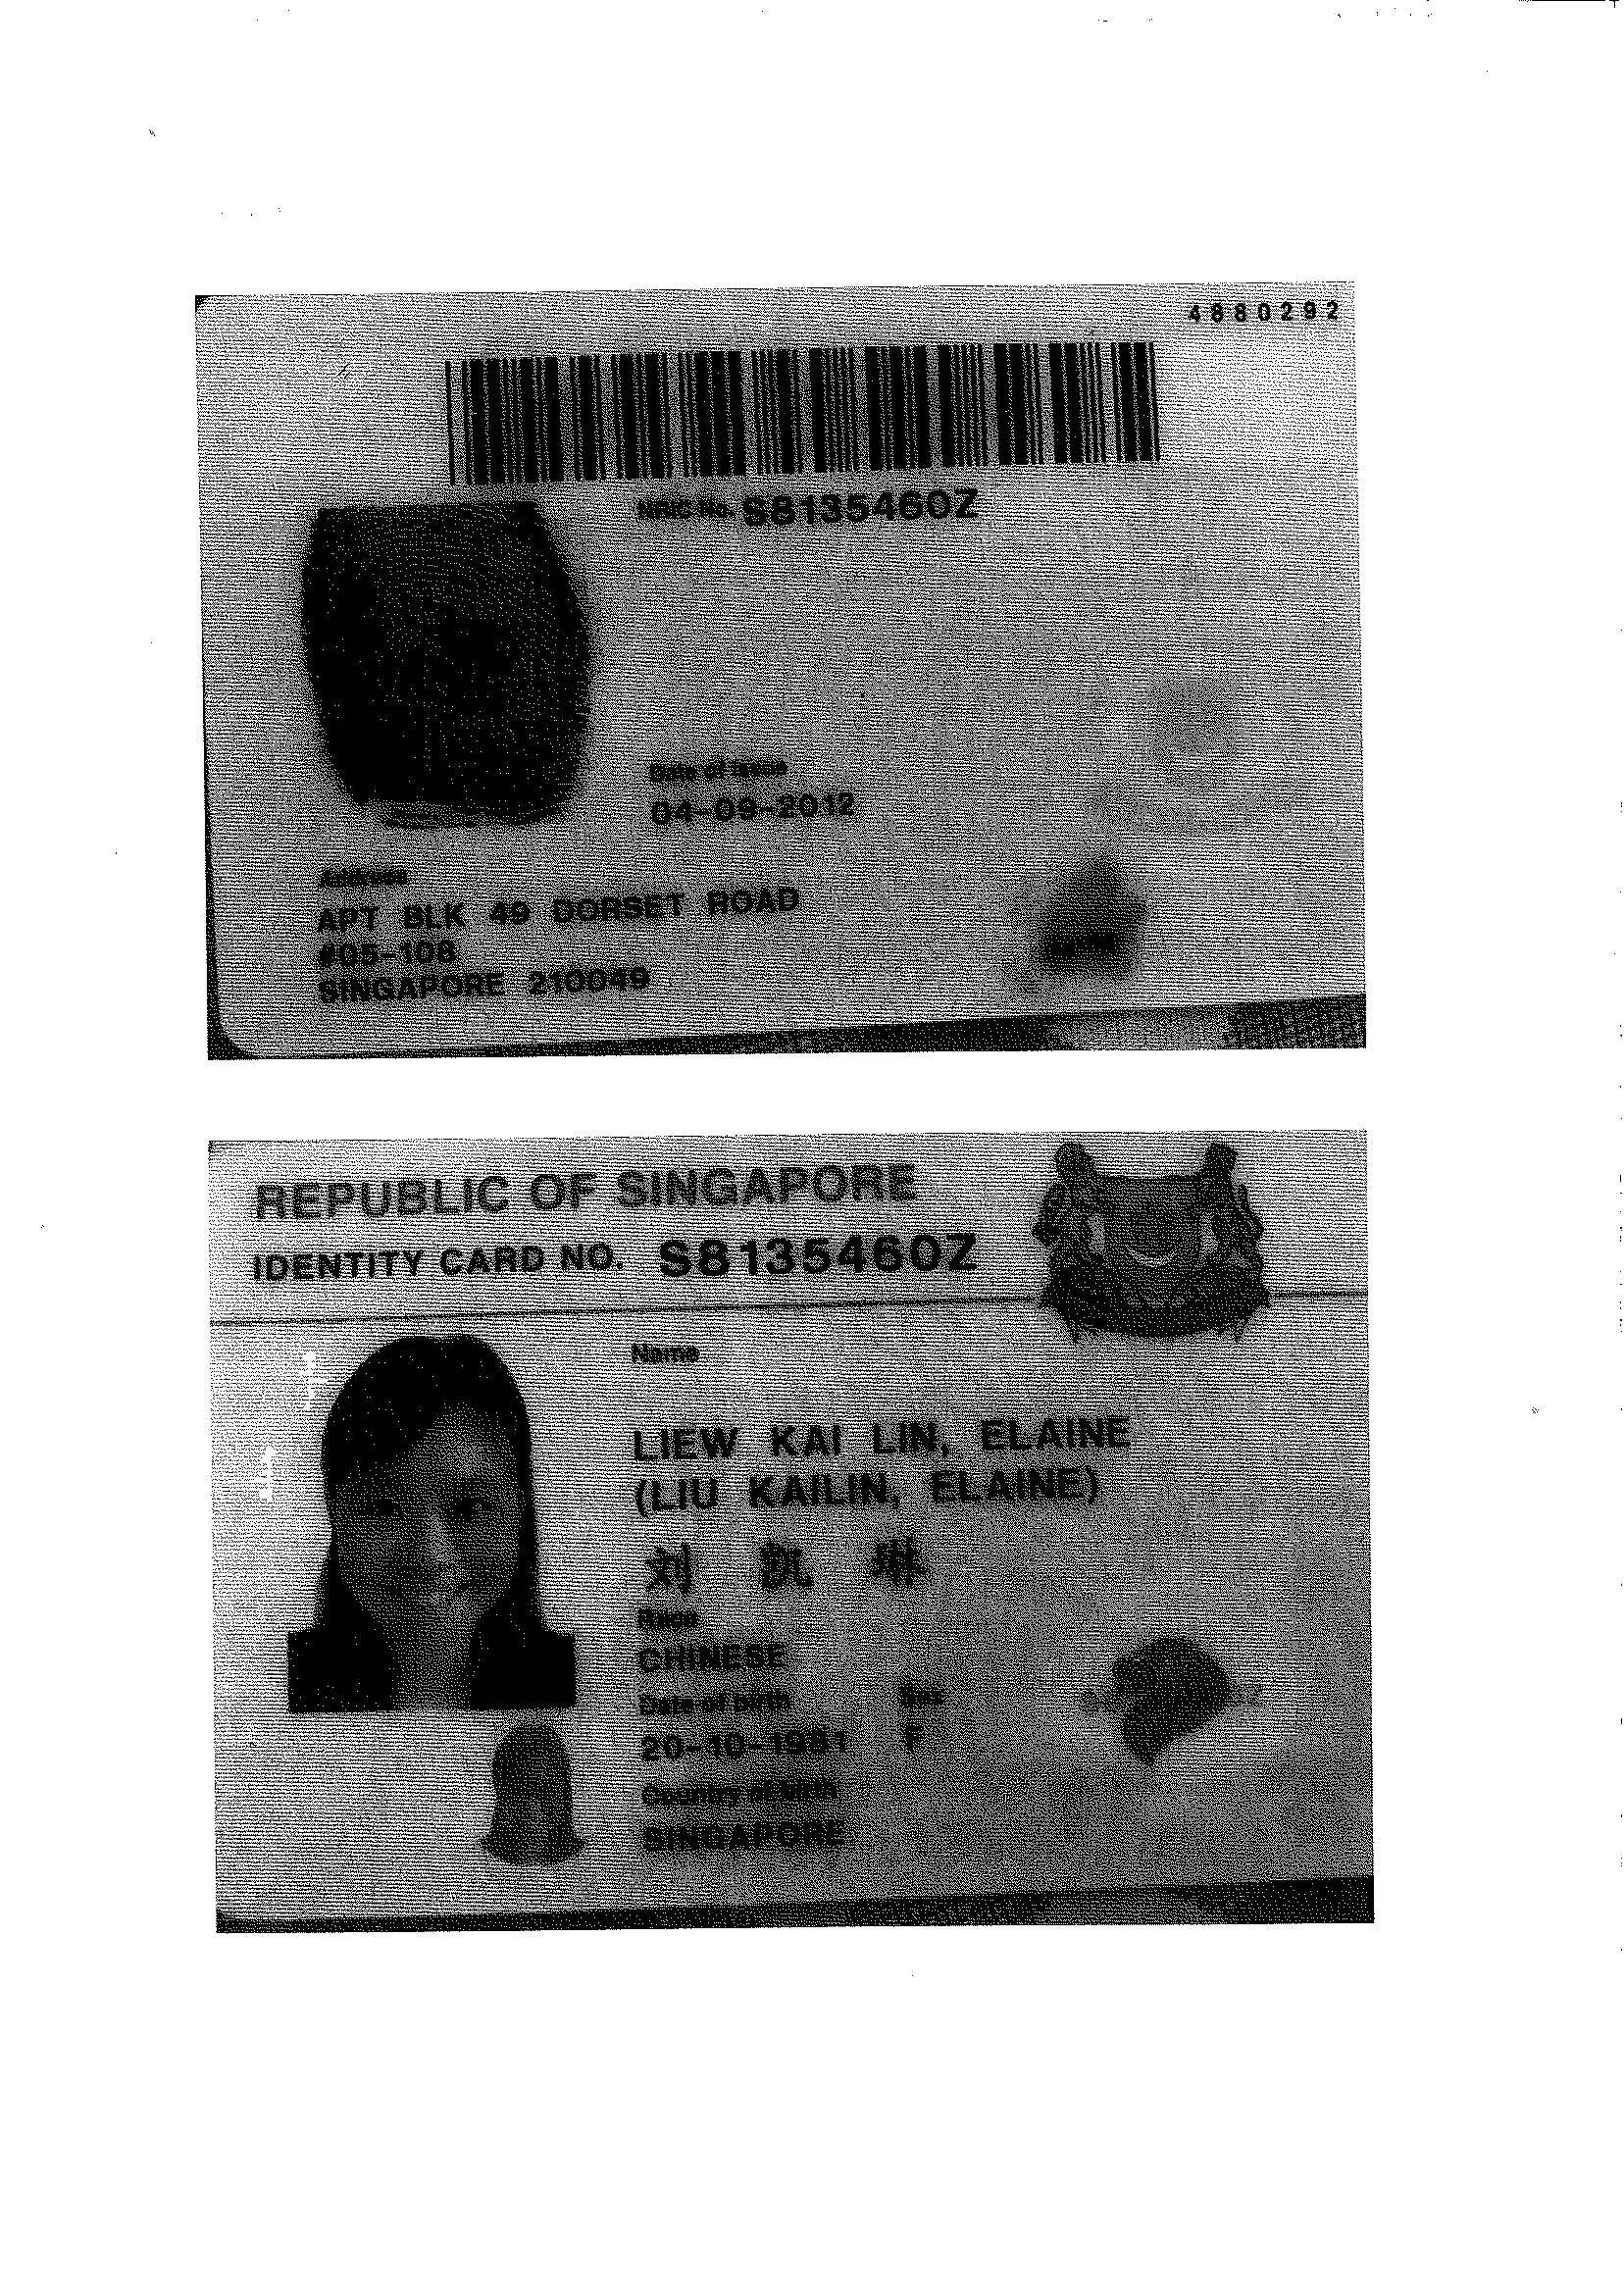 4880292
NRIC No. S8135460Z
Date of issue
04-09-2012
Address
APT BLK 49 DORSET ROAD
#05-108
SINGAPORE 210049
REPUBLIC OF SINGAPORE
IDENTITY CARD NO. S8135460Z
Name
LIEW KAI LIN, ELAINE
(LIU KAILIN, ELAINE)
刘 凯 琳
Race
CHINESE
Date of birth Sex
20-10-1981 F
Country of birth
SINGAPORE